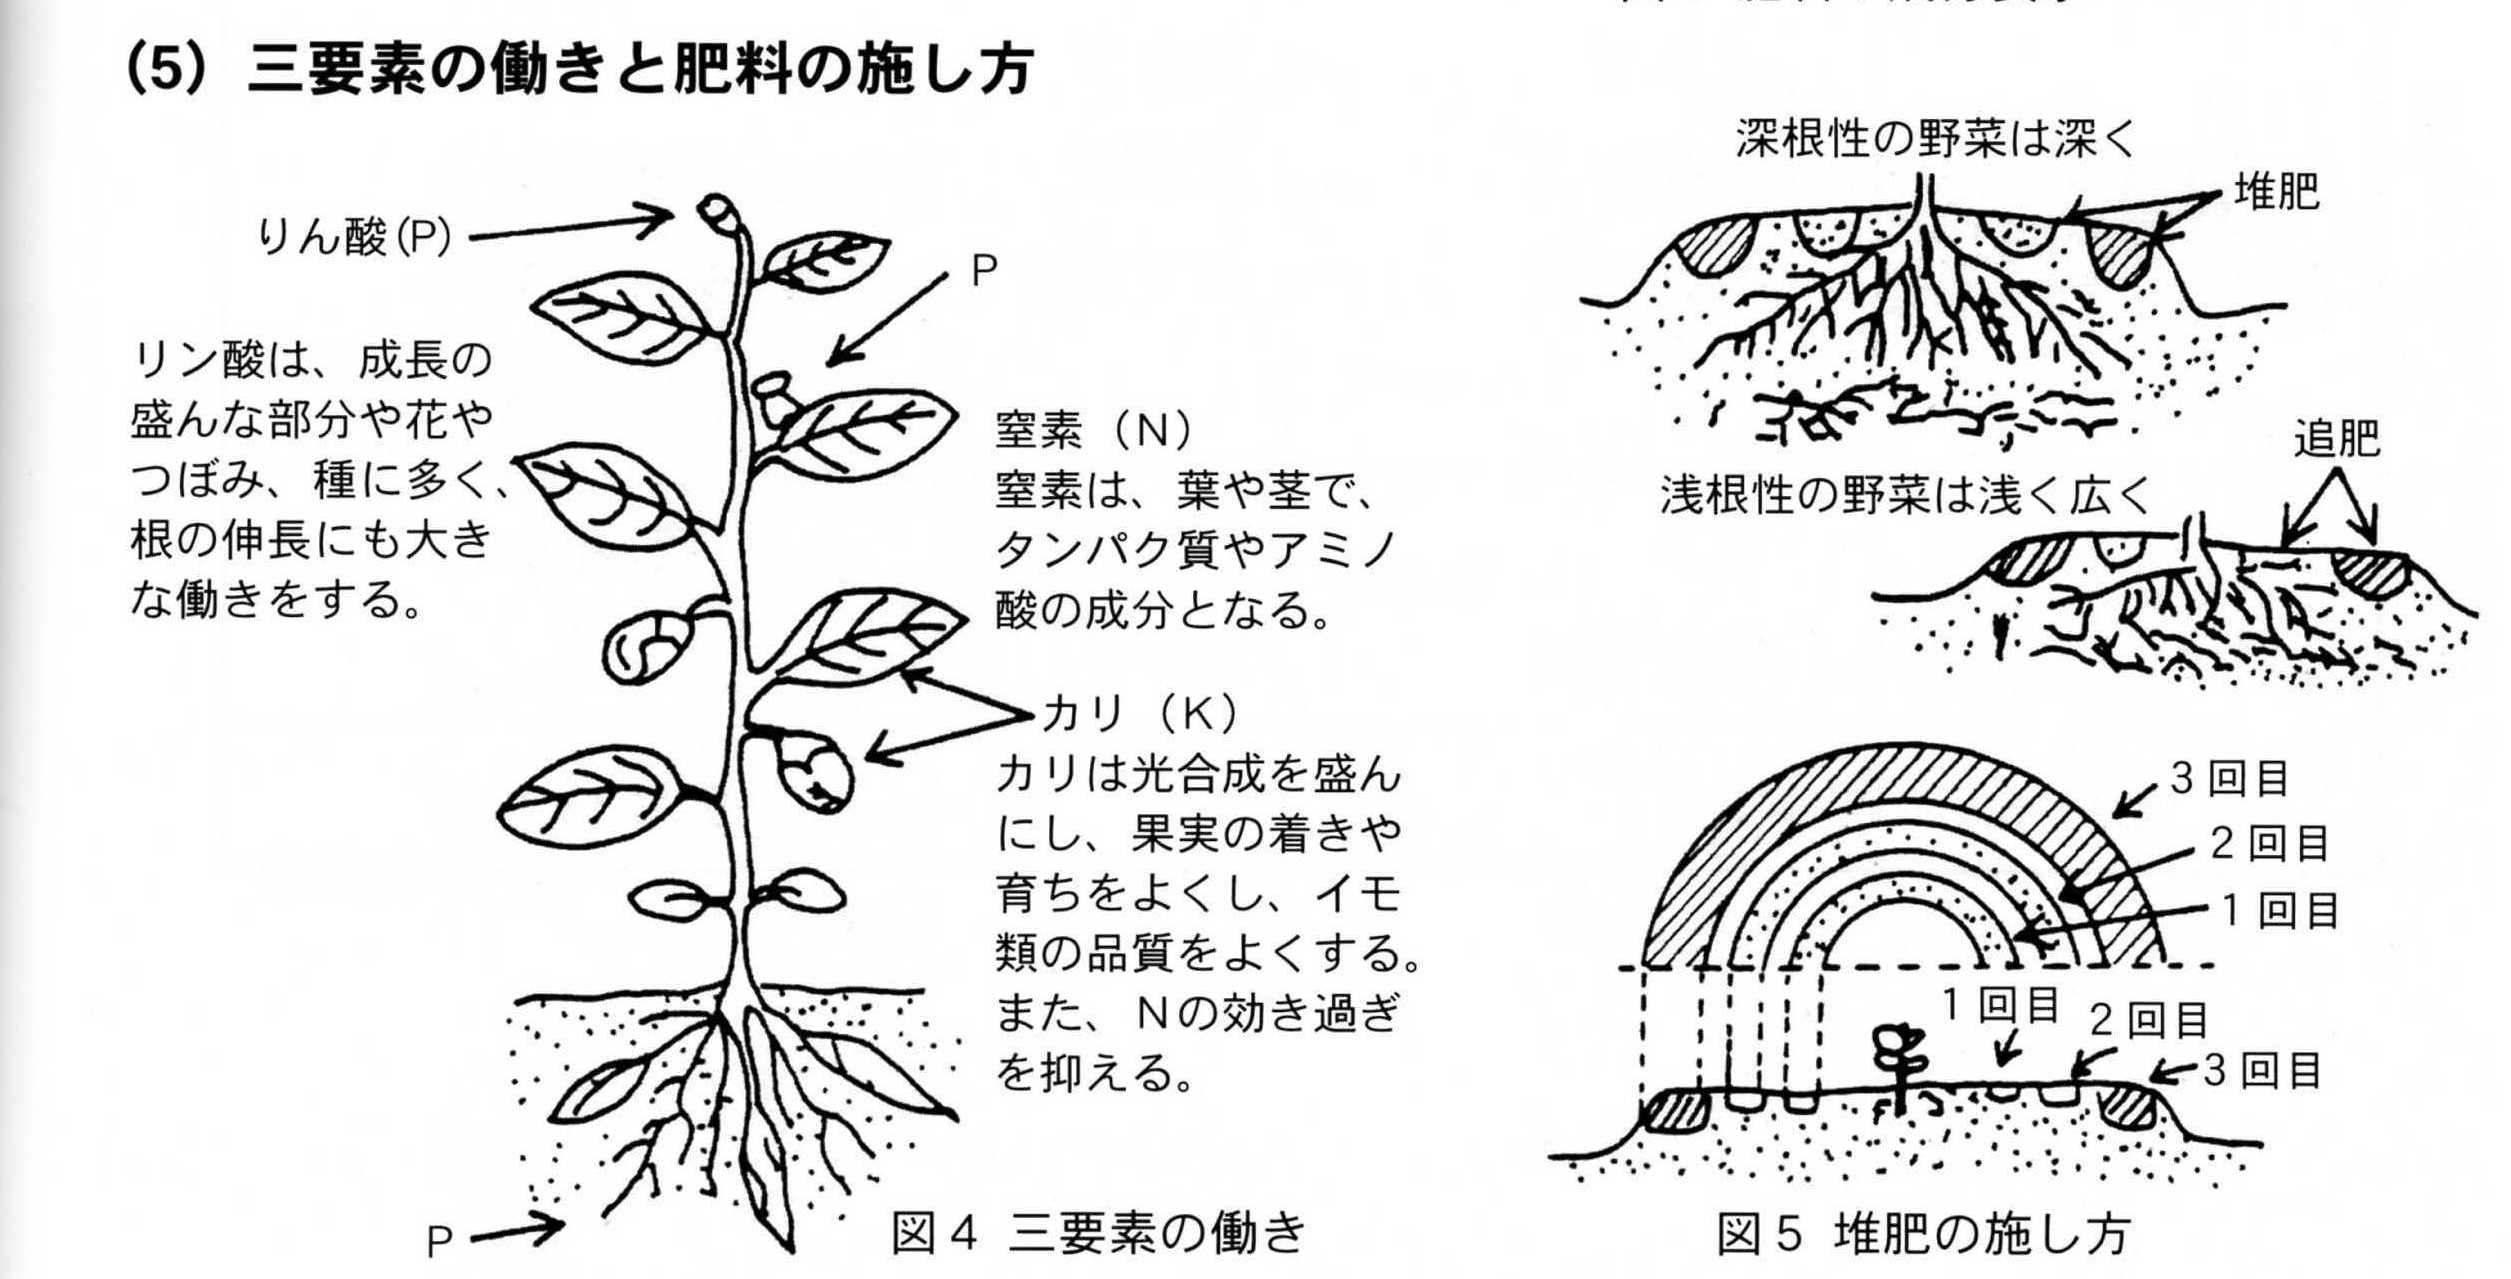 (5) 三要素の働きと肥料の施し方
りん酸(P)
P
リン酸は、成長の
盛んな部分や花や
つぼみ、種に多く、
根の伸長にも大き
な働きをする。
窒素（N）
窒素は、葉や茎で、
タンパク質やアミノ
酸の成分となる。
カリ（K）
カリは光合成を盛ん
にし、果実の着きや
育ちをよくし、イモ
類の品質をよくする。
また、Nの効き過ぎ
を抑える。
P
図4 三要素の働き
深根性の野菜は深く
堆肥
追肥
浅根性の野菜は浅く広く
3回目
2回目
1回目
1回目
2回目
3回目
図5 堆肥の施し方